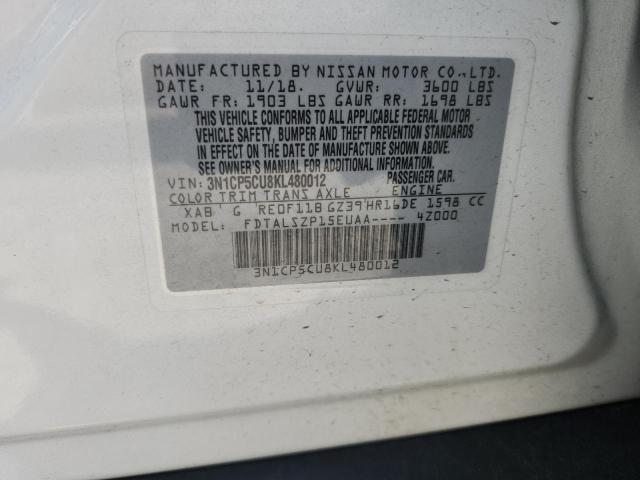 MANUFACTURED BY NISSAN MOTOR CO., LTD.
DATE: 11/18. GVWR: 3600 LBS
GAWR FR: 1903 LBS GAWR RR: 1698 LBS
THIS VEHICLE CONFORMS TO ALL APPLICABLE FEDERAL MOTOR
VEHICLE SAFETY, BUMPER AND THEFT PREVENTION STANDARDS
IN EFFECT ON THE DATE OF MANUFACTURE SHOWN ABOVE.
SEE OWNER'S MANUAL FOR ADDITIONAL INFORMATION.
VIN: 3N1CP5CU8KL480012 PASSENGER CAR.
COLOR TRIM TRANS AXLE ENGINE
XAB G RE0F11B GZ39 HR16DE 1598 CC
MODEL: FDTALSZP15EUAA---- 4Z000
3N1CP5CU8KL480012